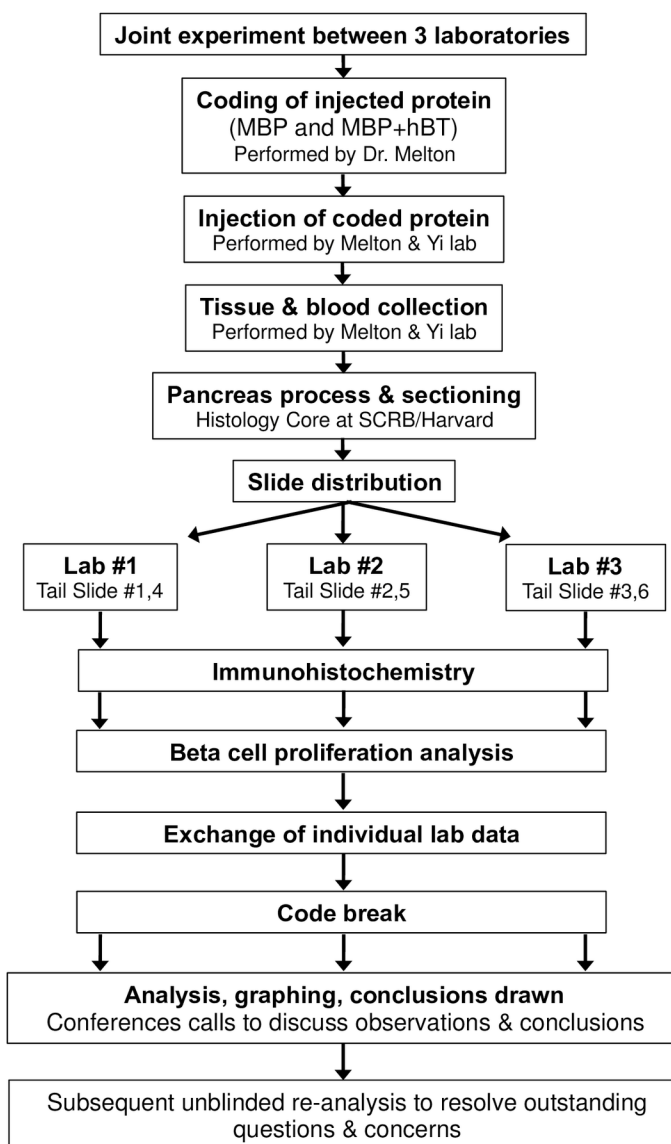 Joint experiment between 3 laboratories
Coding of injected protein
(MBP and MBP+hBT)
Performed by Dr. Melton
Injection of coded protein
Performed by Melton & Yi lab
Tissue & blood collection
Performed by Melton & Yi lab
Pancreas process & sectioning
Histology Core at SCRB/Harvard
Slide distribution
Lab #1
Tail Slide #1,4
Lab #2
Tail Slide #2,5
Lab #3
Tail Slide #3,6
Immunohistochemistry
Beta cell proliferation analysis
Exchange of individual lab data
Code break
Analysis, graphing, conclusions drawn
Conferences calls to discuss observations & conclusions
Subsequent unblinded re-analysis to resolve outstanding
questions & concerns